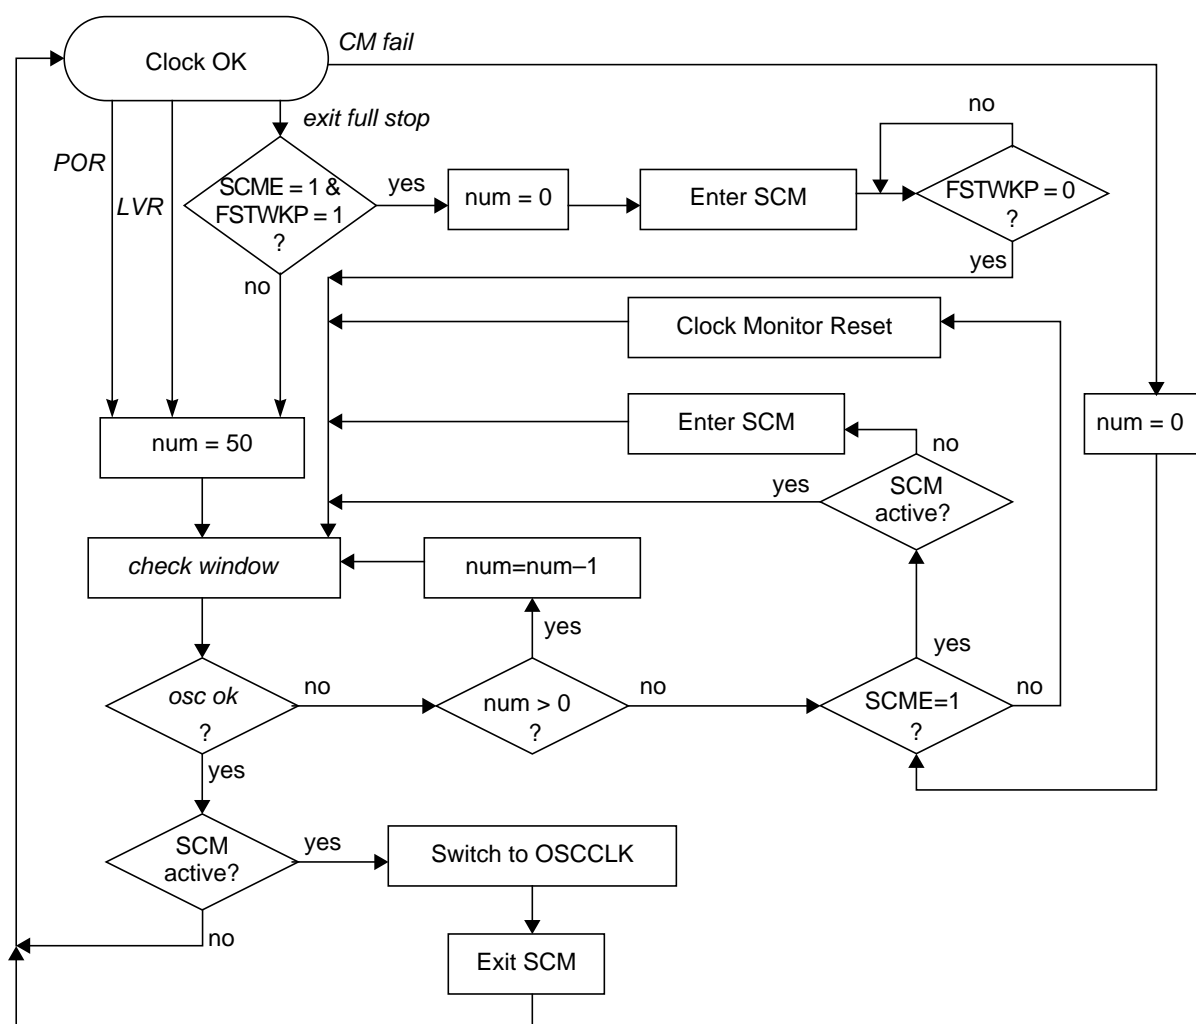 CM fail
Clock OK
exit full stop
no
POR
LVR
SCME = 1 &
FSTWKP = 1
?
yes
num = 0
Enter SCM
FSTWKP = 0
?
yes
no
Clock Monitor Reset
num = 50
Enter SCM
num = 0
no
yes
SCM
active?
check window
num=num–1
yes
yes
osc ok
?
no
num > 0
?
no
SCME=1
?
no
yes
SCM
active?
yes
Switch to OSCCLK
no
Exit SCM